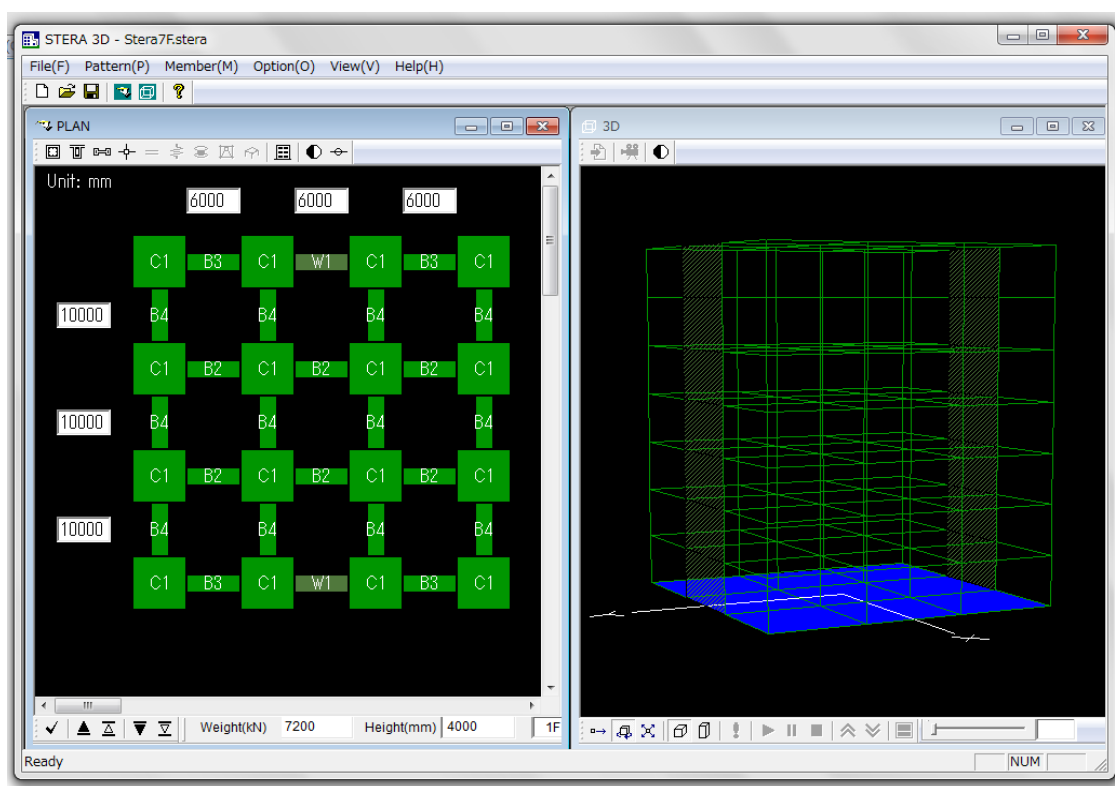 STERA 3D - Stera7F.stera
File(F) Pattern(P) Member(M) Option(O) View(V) Help(H)
PLAN
3D
Unit: mm
6000 6000 6000
C1 B3 C1 W1 C1 B3 C1
10000 B4 B4 B4 B4
C1 B2 C1 B2 C1 B2 C1
10000 B4 B4 B4 B4
C1 B2 C1 B2 C1 B2 C1
10000 B4 B4 B4 B4
C1 B3 C1 W1 C1 B3 C1
Weight(kN) 7200 Height(mm) 4000 1F
Ready
NUM